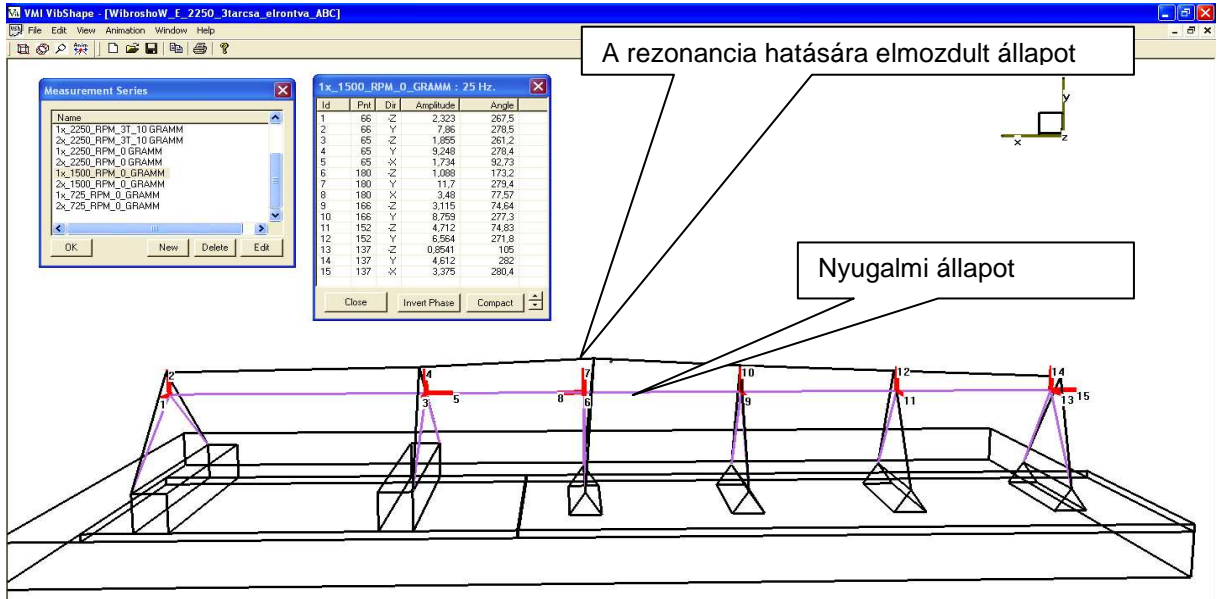 VMI VibShape - [WibroshoW_E_2250_3tarcsa_elrontva_ABC]
File Edit View Animation Window Help
A rezonancia hatására elmozdult állapot
Measurement Series
Name
1x_2250_RPM_3T_10 GRAMM
2x_2250_RPM_3T_10 GRAMM
1x_2250_RPM_0 GRAMM
2x_2250_RPM_0 GRAMM
1x_1500_RPM_0_GRAMM
2x_1500_RPM_0_GRAMM
1x_725_RPM_0_GRAMM
2x_725_RPM_0_GRAMM
OK New Delete Edit
1x_1500_RPM_0_GRAMM : 25 Hz.
Id Pnt Dir Amplitude Angle
1 66 -Z 2,323 267,5
2 66 Y 7,86 278,5
3 65 -Z 1,855 261,2
4 65 Y 9,248 278,4
5 65 -X 1,734 92,73
6 180 -Z 1,088 173,2
7 180 Y 11,7 279,4
8 180 X 3,48 77,57
9 166 -Z 3,115 74,64
10 166 Y 8,759 277,3
11 152 -Z 4,712 74,83
12 152 Y 6,564 271,8
13 137 -Z 0,8541 105
14 137 Y 4,612 282
15 137 -X 3,375 280,4
Close Invert Phase Compact
y
x z
Nyugalmi állapot
2 4 7 10 12 14
1 3 5 8 6 9 11 13 15